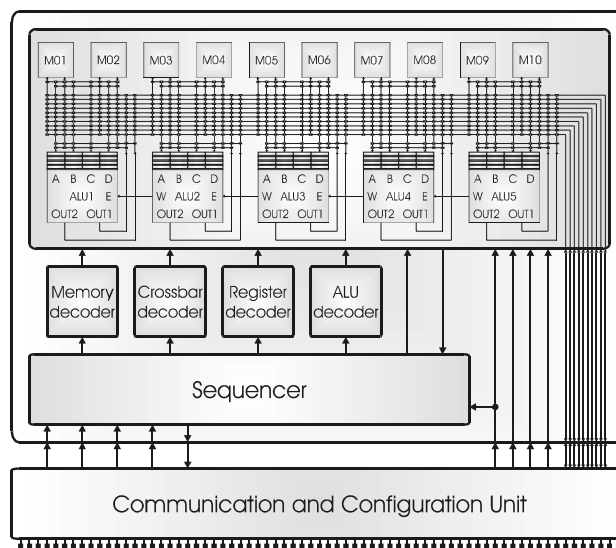 M01 M02 M03 M04 M05 M06 M07 M08 M09 M10
A B C D A B C D A B C D A B C D A B C D
ALU1 E W ALU2 E W ALU3 E W ALU4 E W ALU5
OUT2 OUT1 OUT2 OUT1 OUT2 OUT1 OUT2 OUT1 OUT2 OUT1
Memory Crossbar Register ALU
decoder decoder decoder decoder
Sequencer
Communication and Configuration Unit